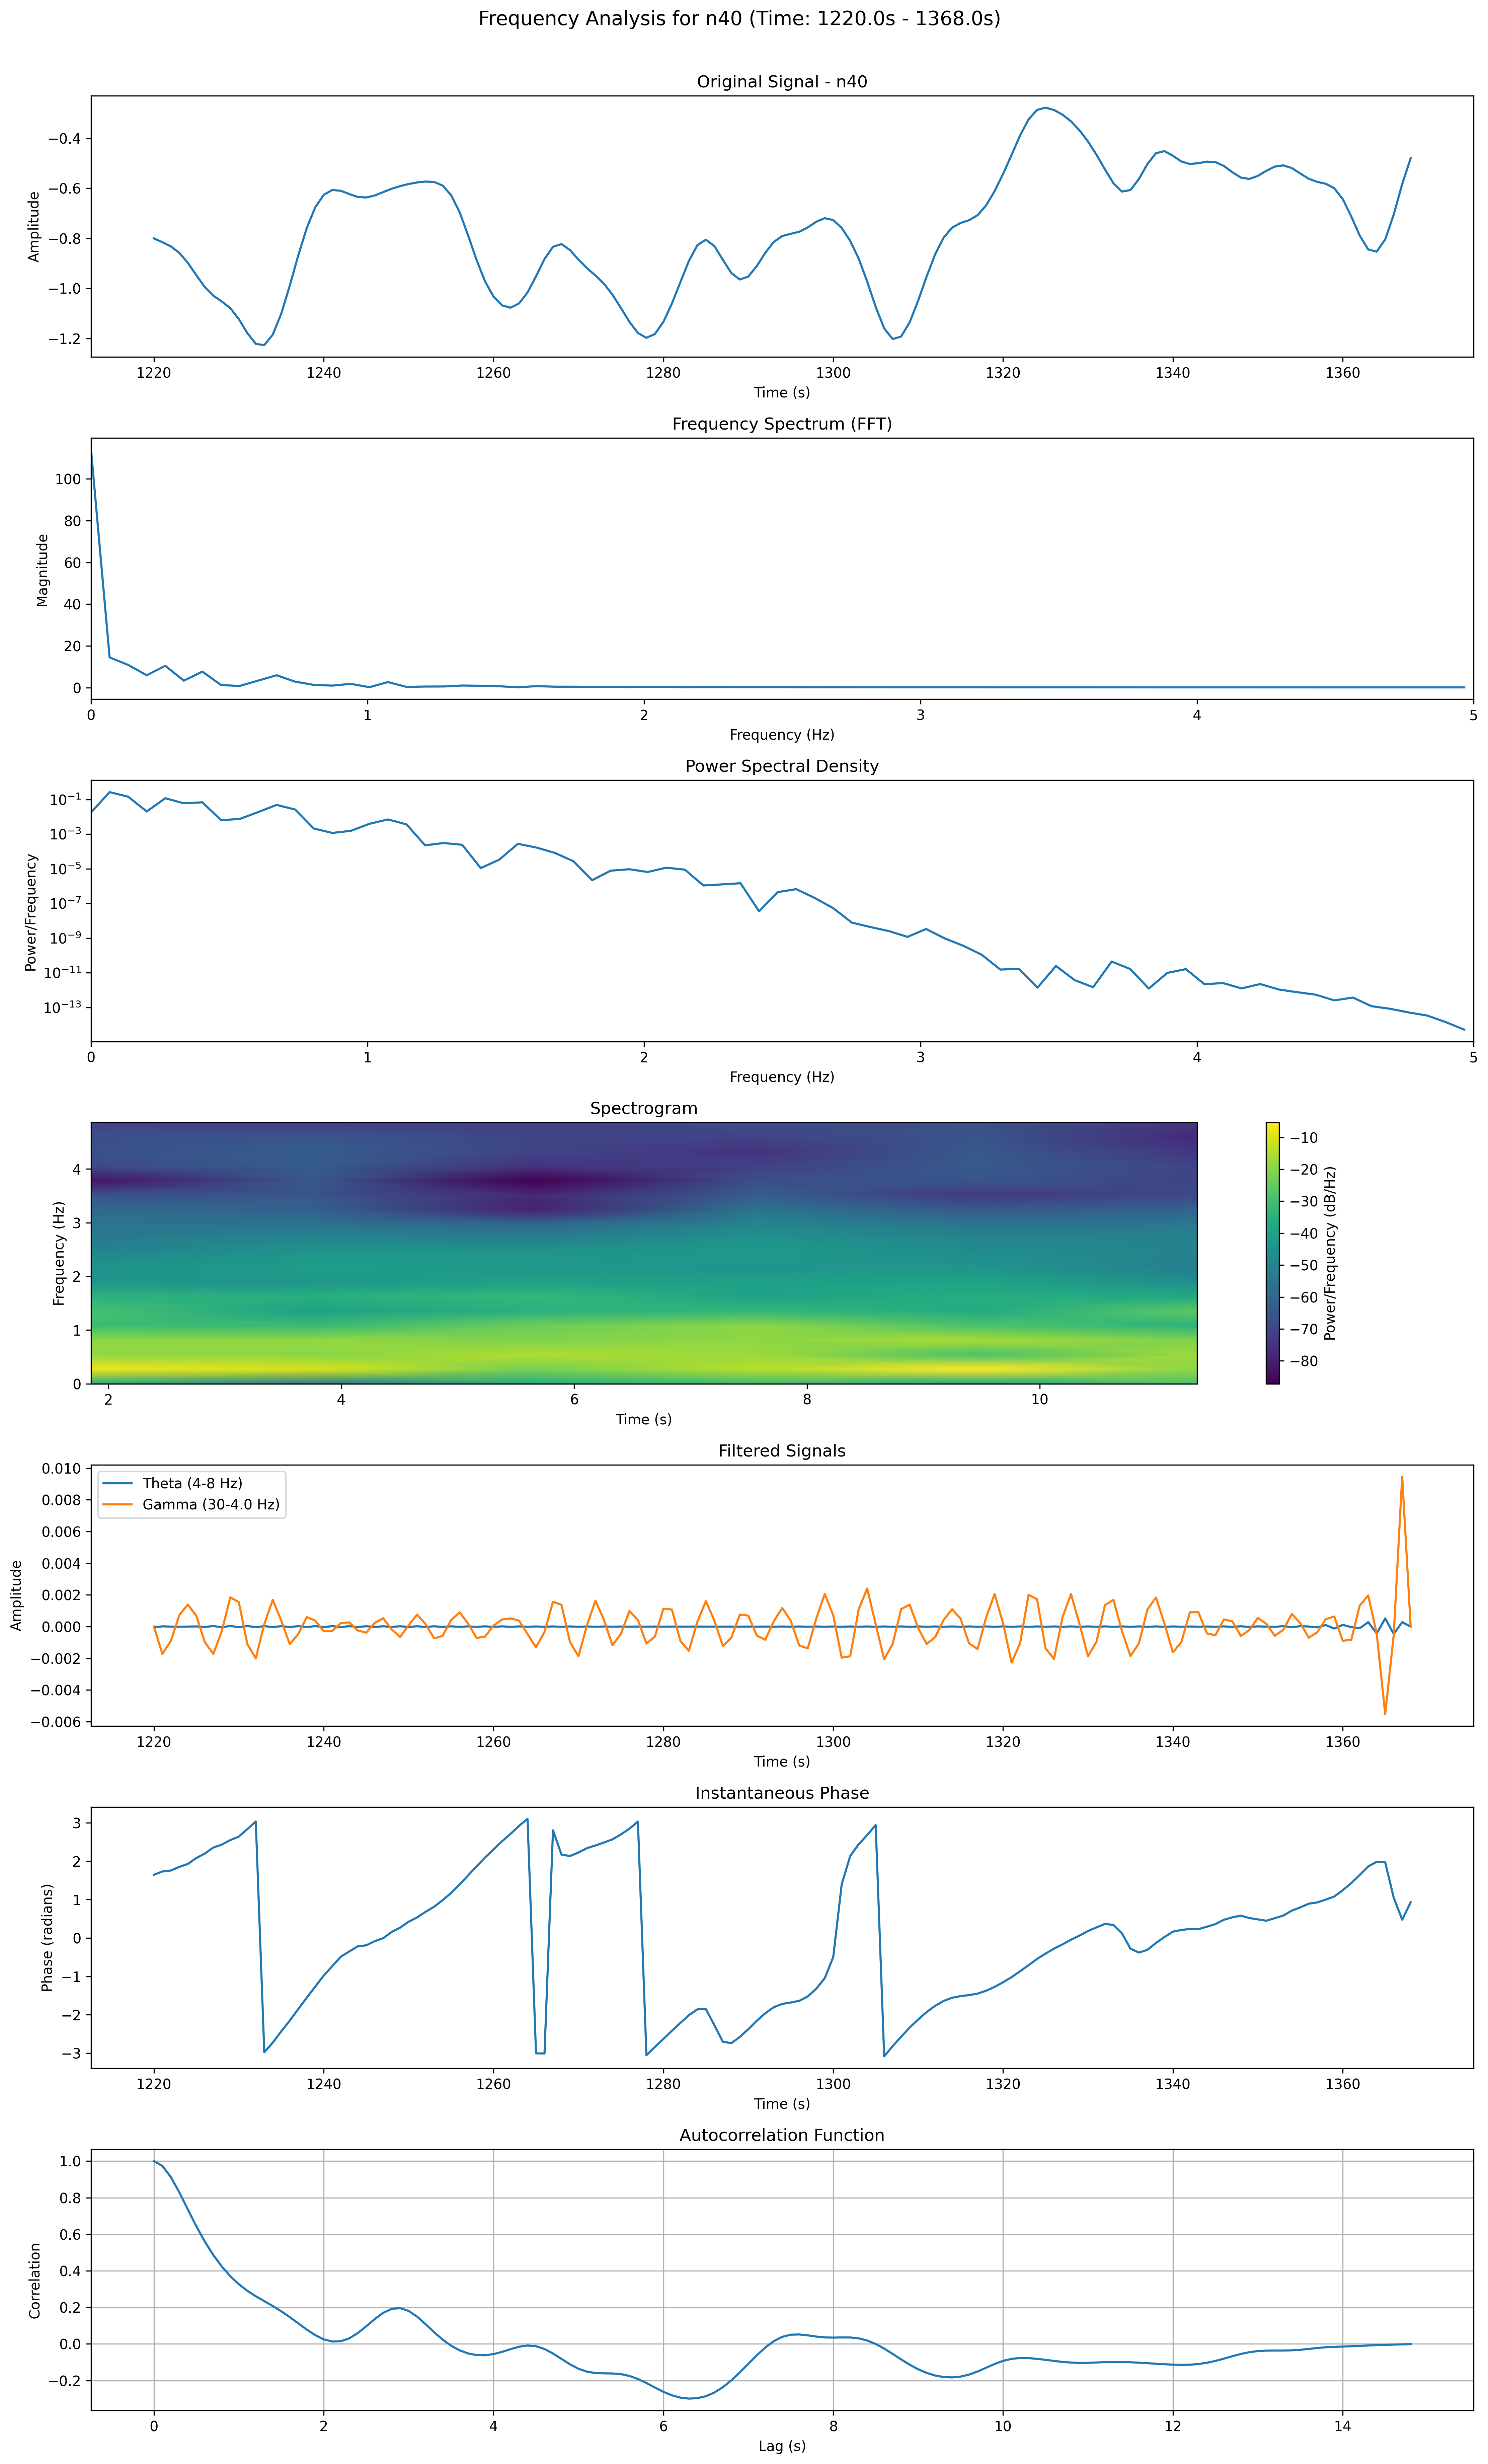 Frequency Analysis for n40 (Time: 1220.0s - 1368.0s)
Original Signal - n40
Amplitude
−0.4
−0.6
−0.8
−1.0
−1.2
1220 1240 1260 1280 1300 1320 1340 1360
Time (s)
Frequency Spectrum (FFT)
Magnitude
100
80
60
40
20
0
0 1 2 3 4 5
Frequency (Hz)
Power Spectral Density
Power/Frequency
10⁻¹
10⁻³
10⁻⁵
10⁻⁷
10⁻⁹
10⁻¹¹
10⁻¹³
0 1 2 3 4 5
Frequency (Hz)
Spectrogram
Frequency (Hz)
4
3
2
1
0
2 4 6 8 10
Time (s)
−10
−20
−30
−40
−50
−60
−70
−80
Power/Frequency (dB/Hz)
Filtered Signals
Theta (4-8 Hz)
Gamma (30-4.0 Hz)
Amplitude
0.010
0.008
0.006
0.004
0.002
0.000
−0.002
−0.004
−0.006
1220 1240 1260 1280 1300 1320 1340 1360
Time (s)
Instantaneous Phase
Phase (radians)
3
2
1
0
−1
−2
−3
1220 1240 1260 1280 1300 1320 1340 1360
Time (s)
Autocorrelation Function
Correlation
1.0
0.8
0.6
0.4
0.2
0.0
−0.2
0 2 4 6 8 10 12 14
Lag (s)